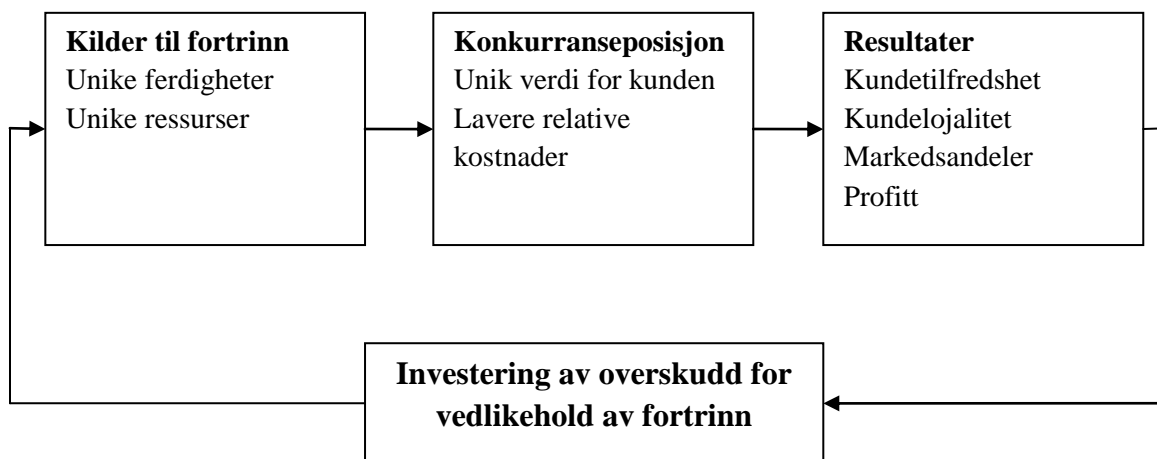 Kilder til fortrinn
Unike ferdigheter
Unike ressurser
Konkurranseposisjon
Unik verdi for kunden
Lavere relative
kostnader
Resultater
Kundetilfredshet
Kundelojalitet
Markedsandeler
Profitt
Investering av overskudd for
vedlikehold av fortrinn